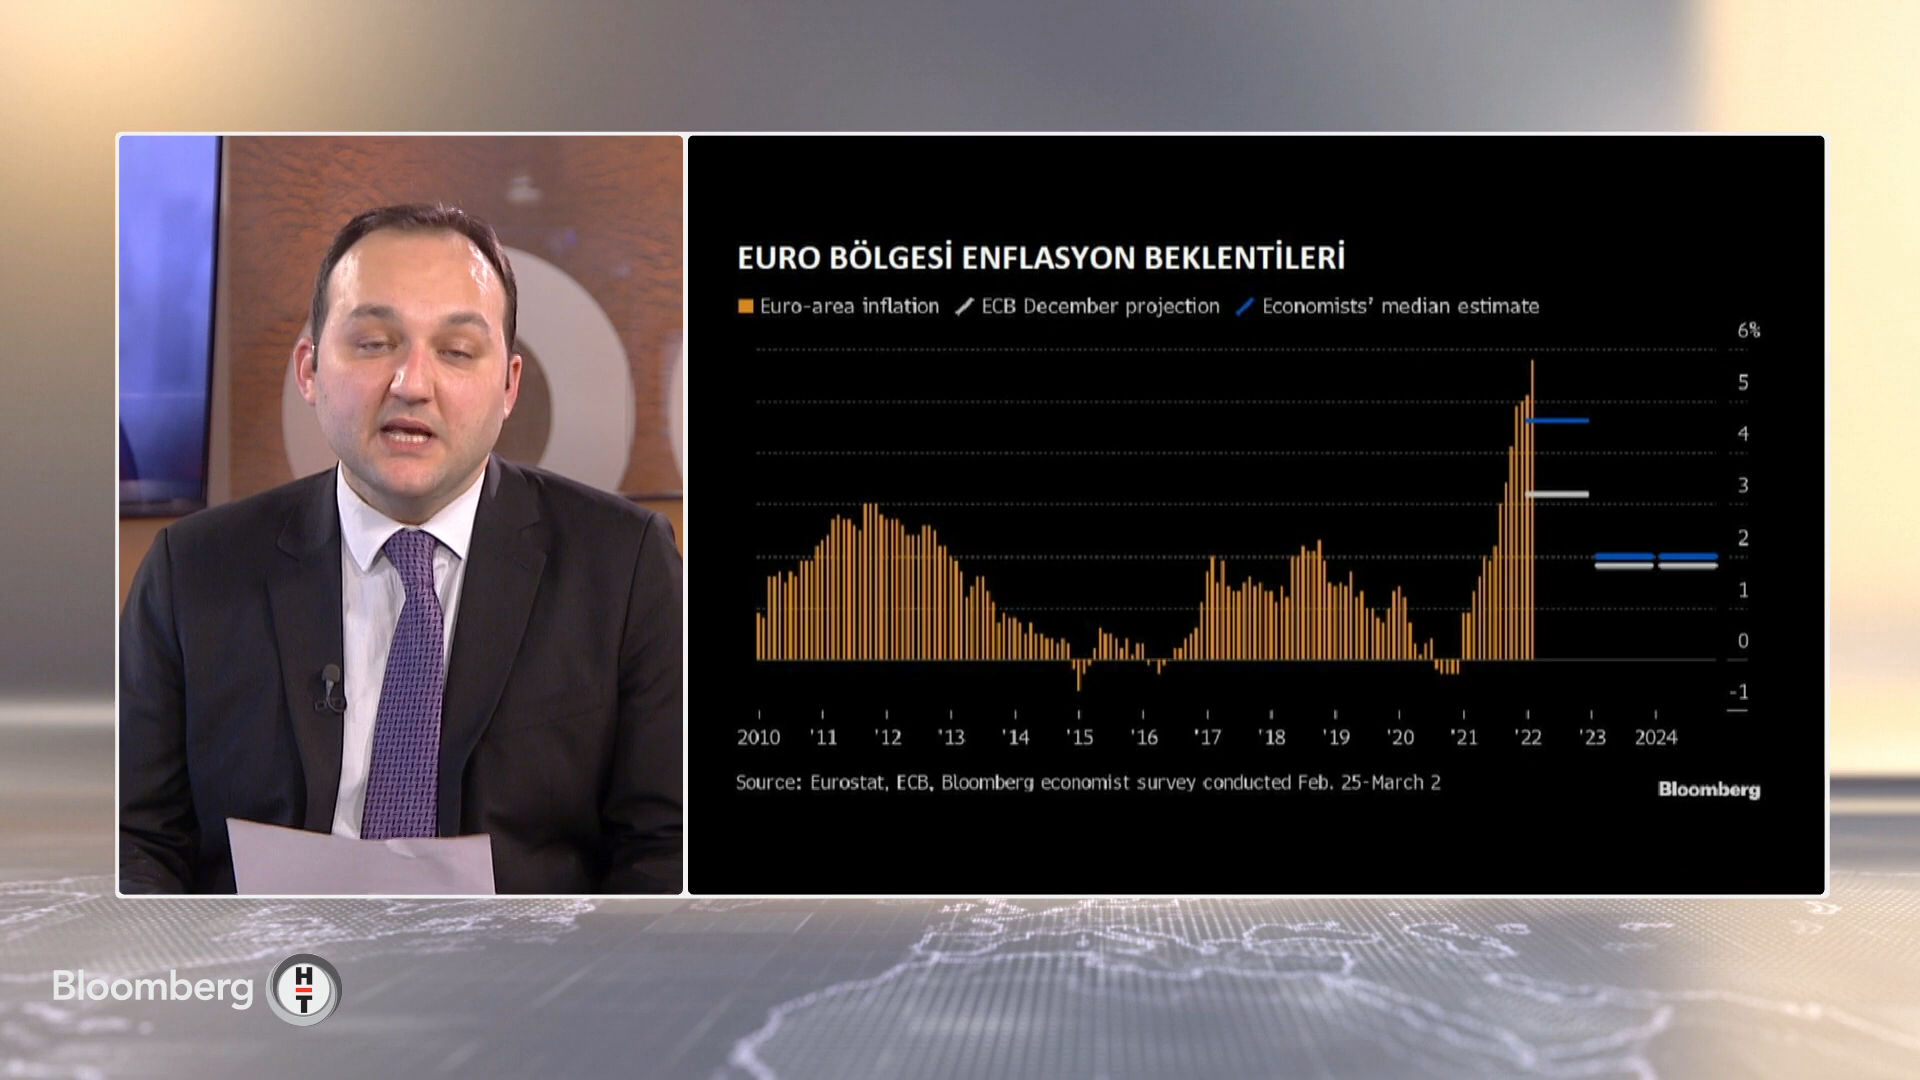 EURO BÖLGESİ ENFLASYON BEKLENTİLERİ
Euro-area inflation ECB December projection Economists' median estimate
6%
5
4
3
2
1
0
-1
2010 '11 '12 '13 '14 '15 '16 '17 '18 '19 '20 '21 '22 '23 2024
Source: Eurostat, ECB, Bloomberg economist survey conducted Feb. 25-March 2
Bloomberg
Bloomberg HT